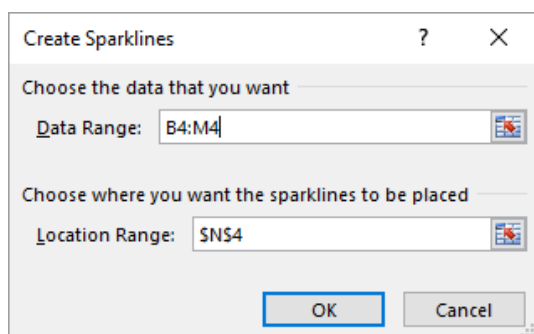 Create Sparklines ?
Choose the data that you want
Data Range: B4:M4
Choose where you want the sparklines to be placed
Location Range: $N$4
OK Cancel